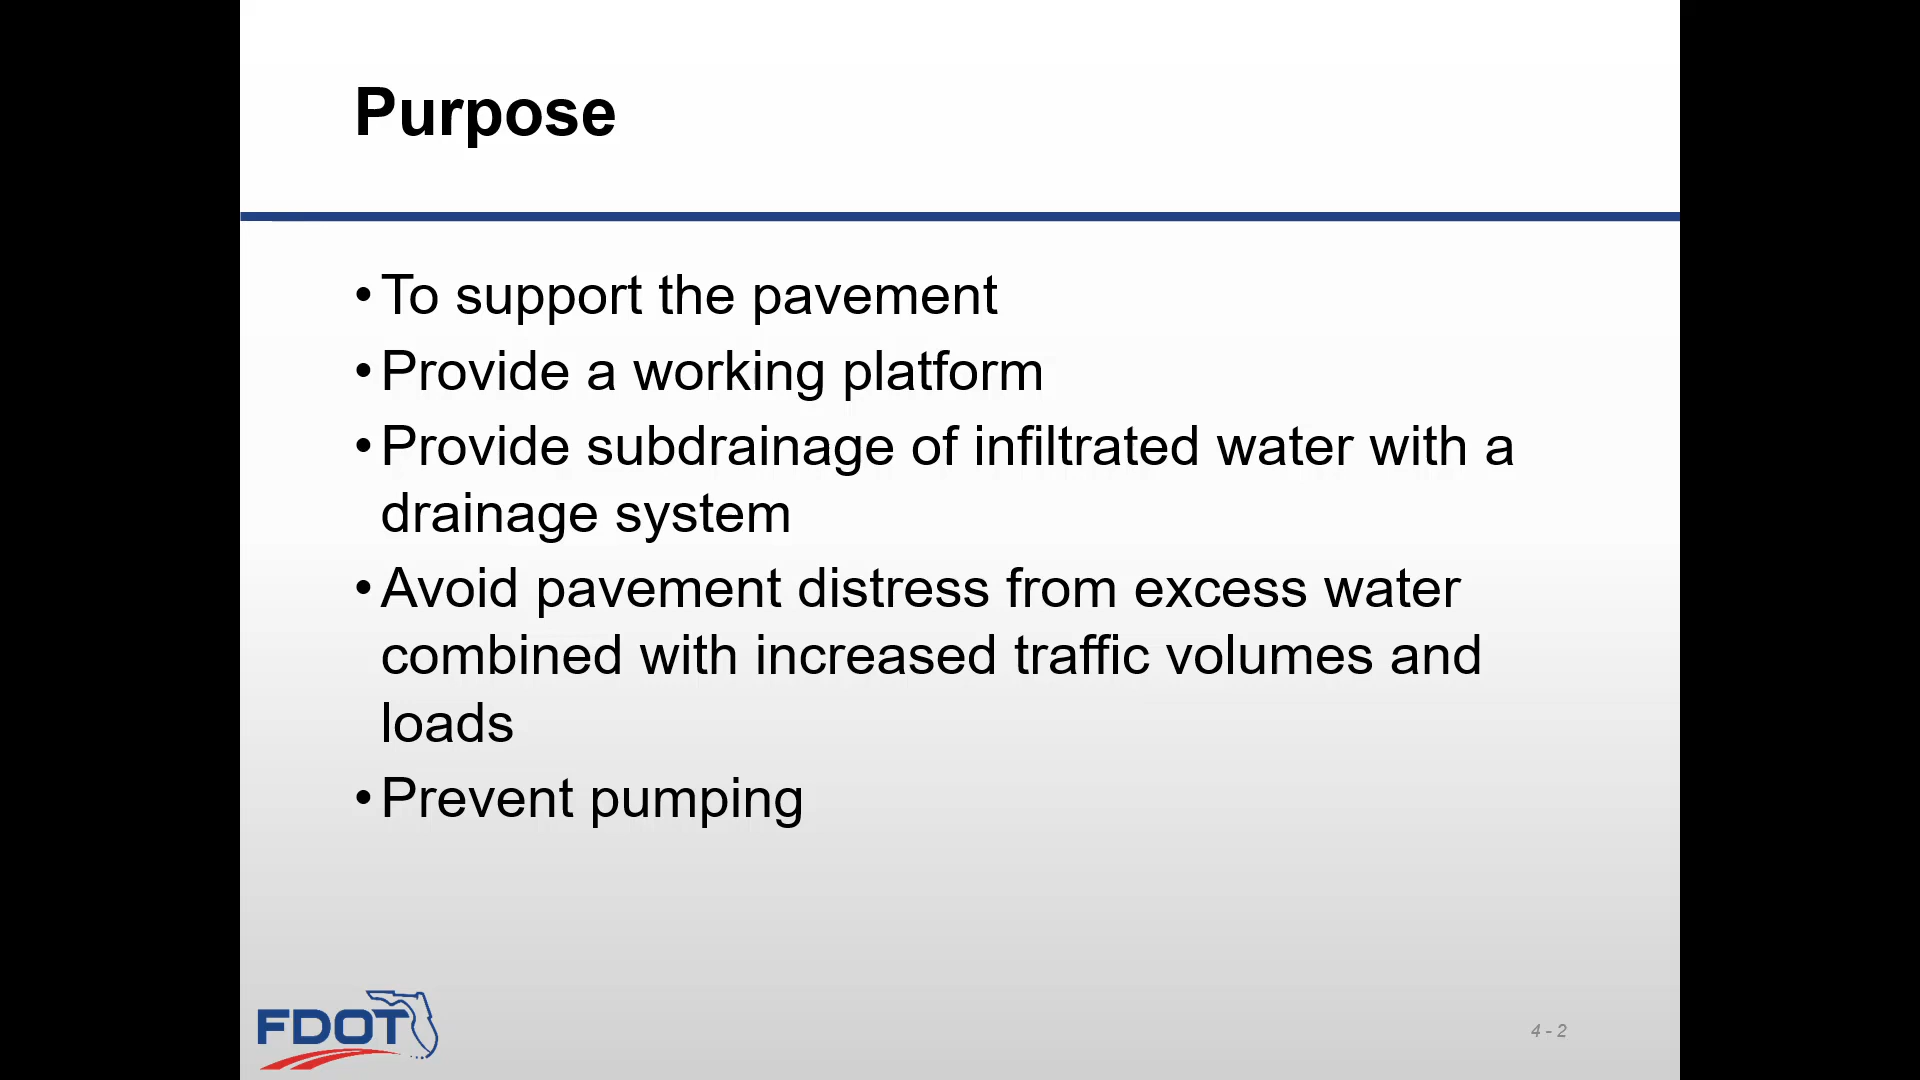 Purpose
• To support the pavement
• Provide a working platform
• Provide subdrainage of infiltrated water with a
drainage system
• Avoid pavement distress from excess water
combined with increased traffic volumes and
loads
• Prevent pumping
FDOT
4 - 2